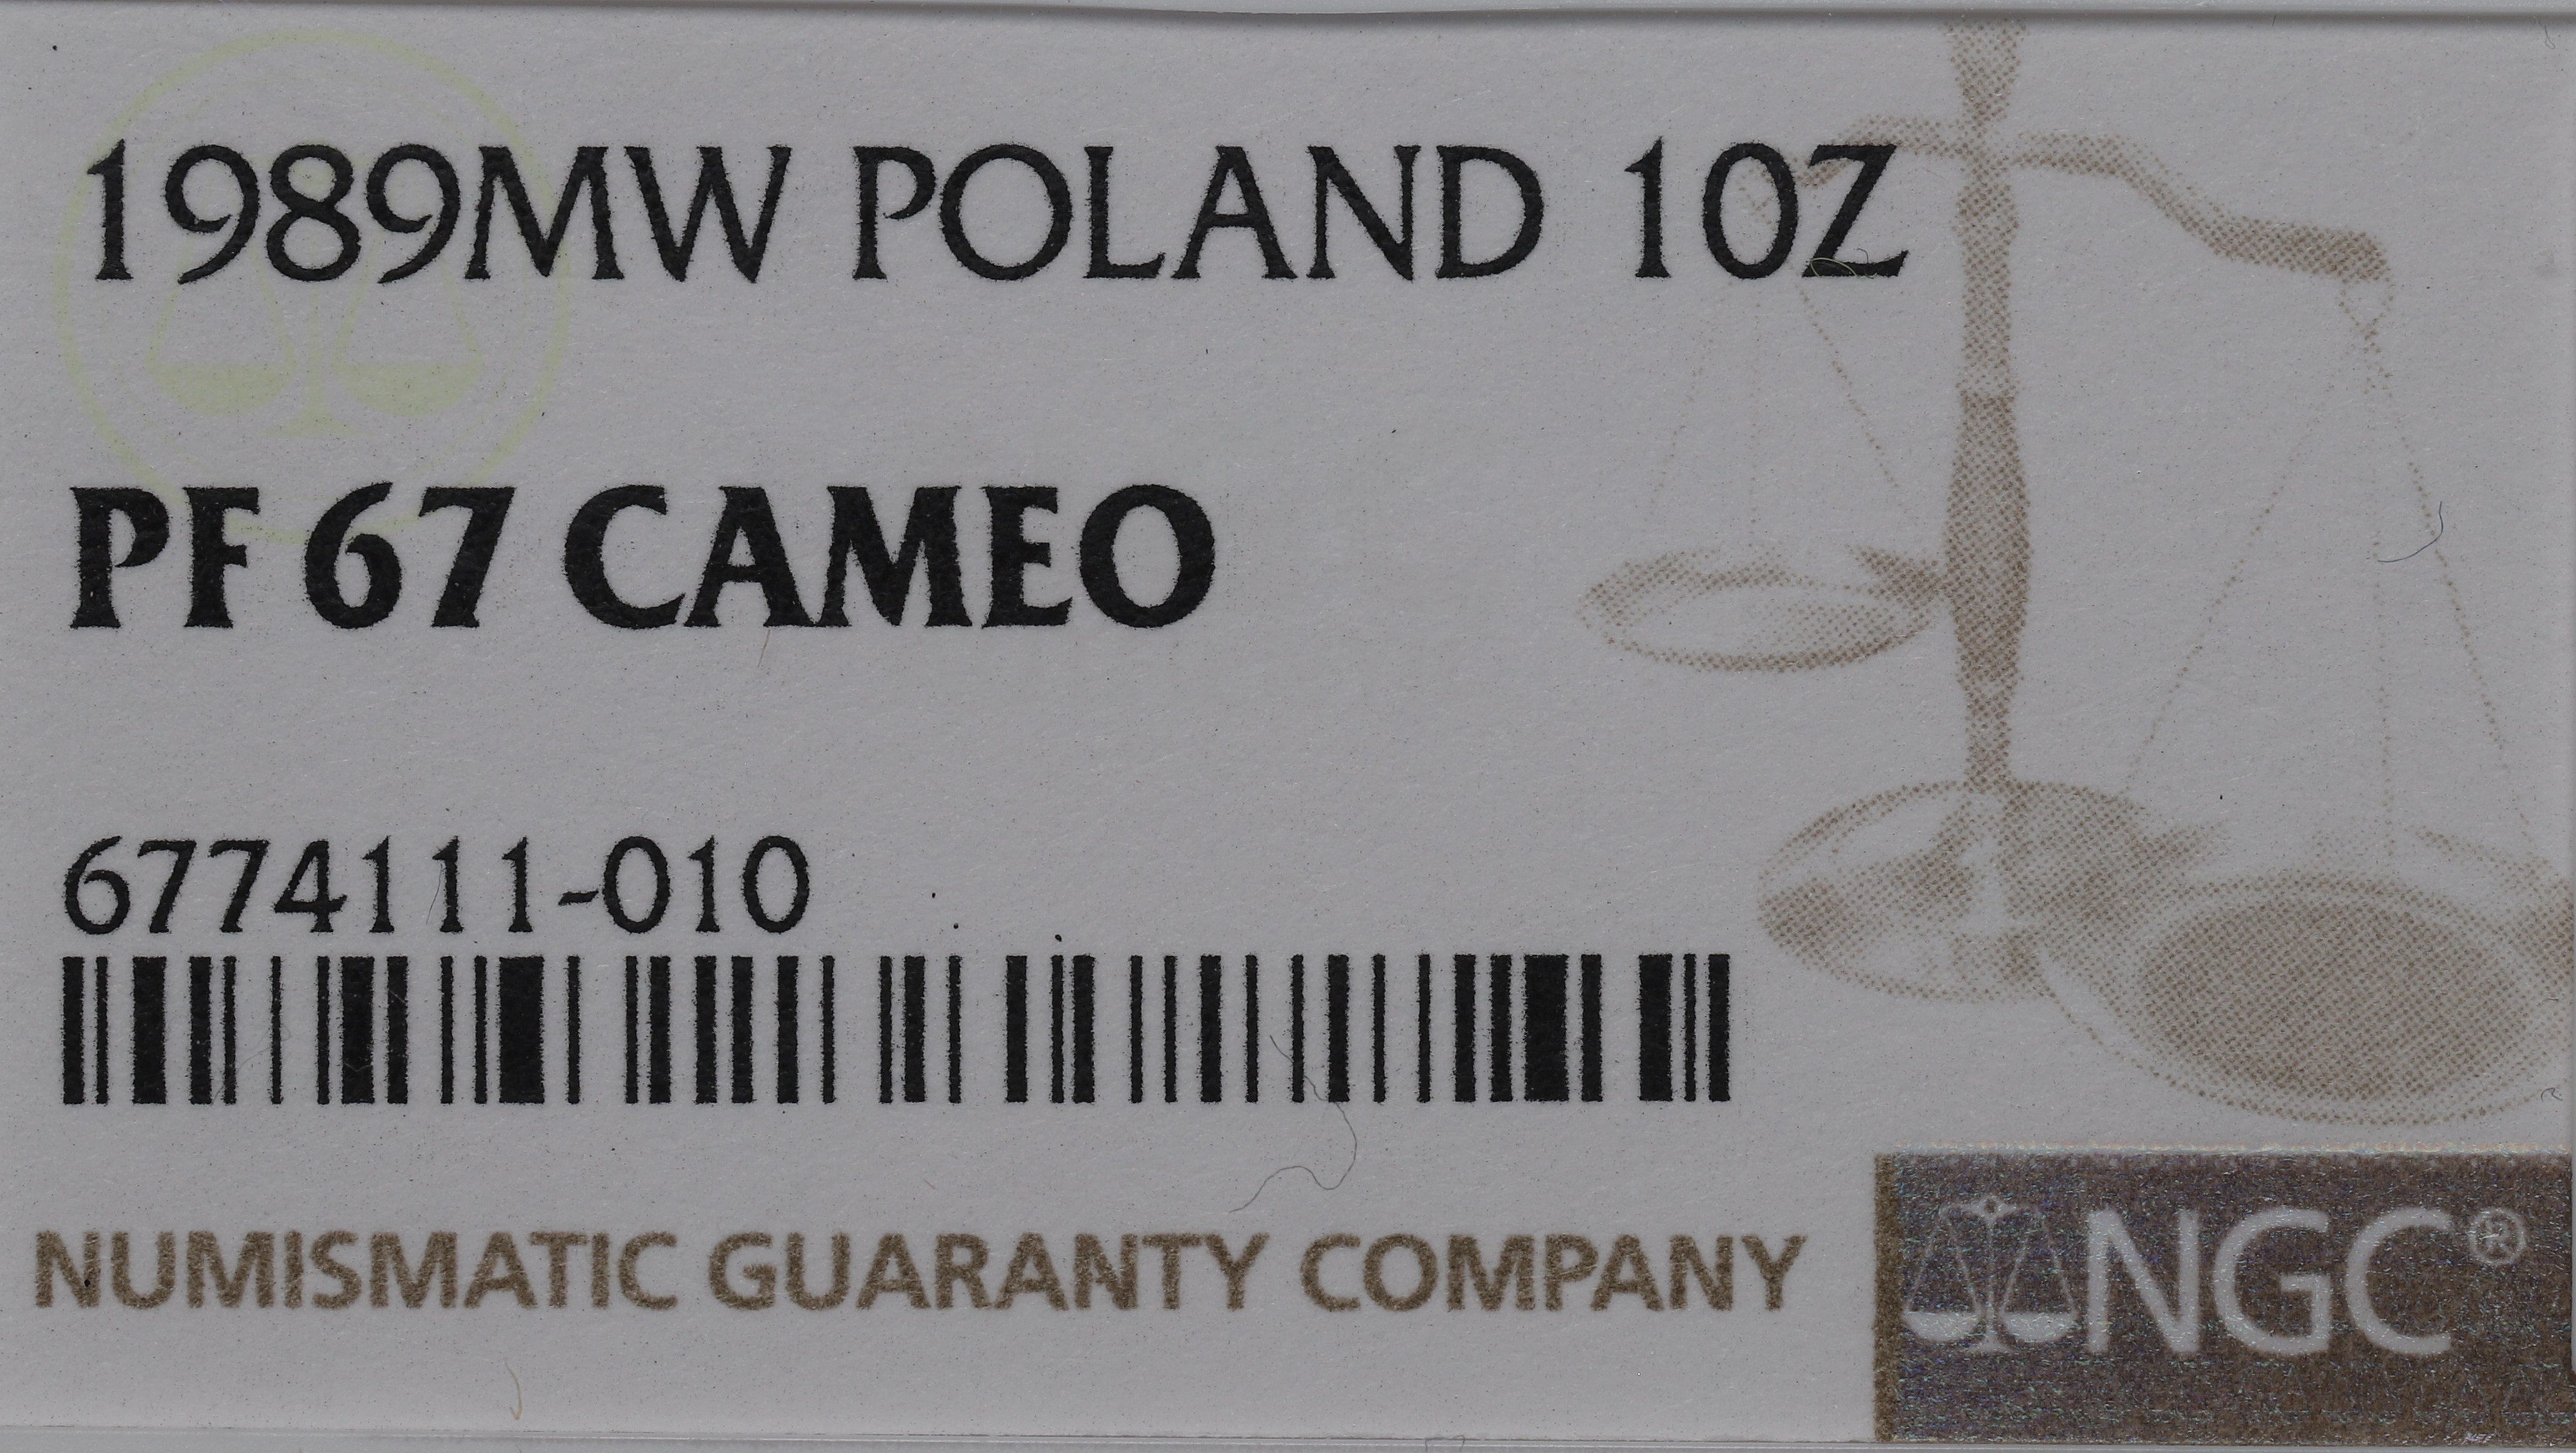 1989MW POLAND 10Z
PF 67 CAMEO
6774111-010
NUMISMATIC GUARANTY COMPANY
NGC®